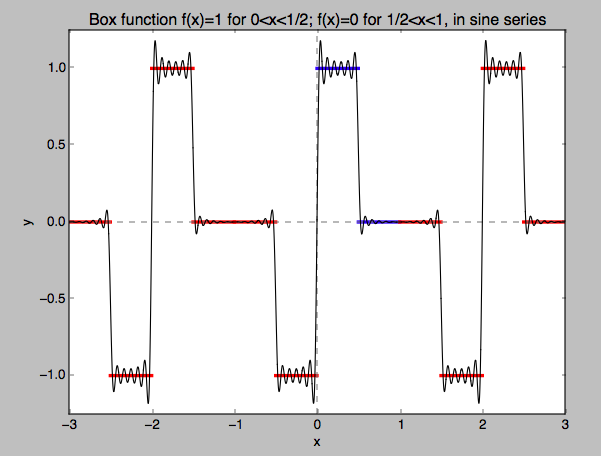 Box function f(x)=1 for 0<x<1/2; f(x)=0 for 1/2<x<1, in sine series
1.0
0.5
0.0
−0.5
−1.0
y
−3 −2 −1 0 1 2 3
x